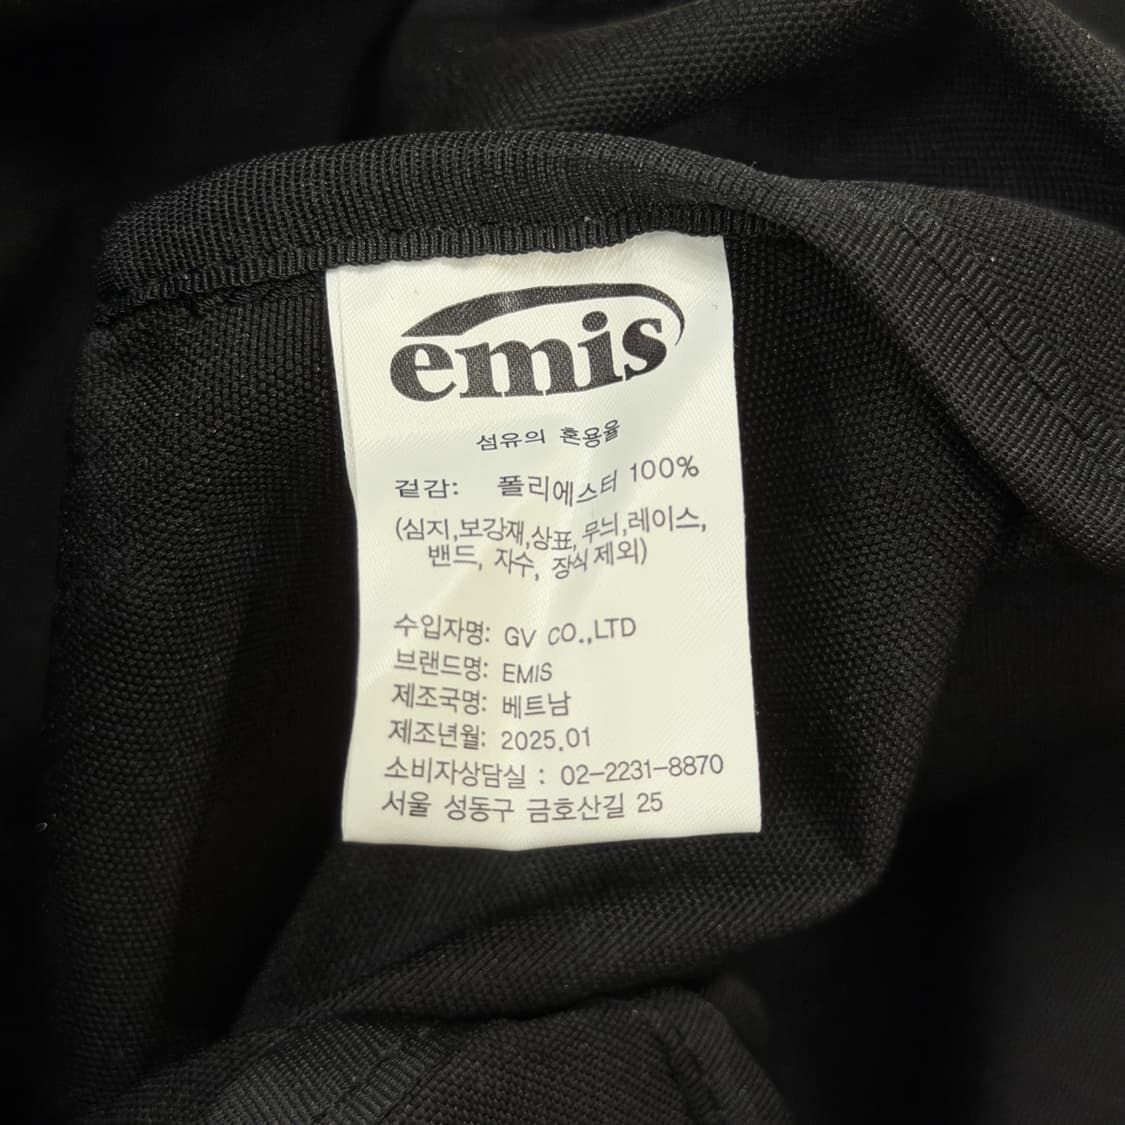 emis
섬유의 혼용율
겉감: 폴리에스터 100%
(심지,보강재,상표,무늬,레이스,
밴드, 자수, 장식제외)
수입자명: GV CO.,LTD
브랜드명: EMIS
제조국명: 베트남
제조년월: 2025.01
소비자상담실 : 02-2231-8870
서울 성동구 금호산길 25